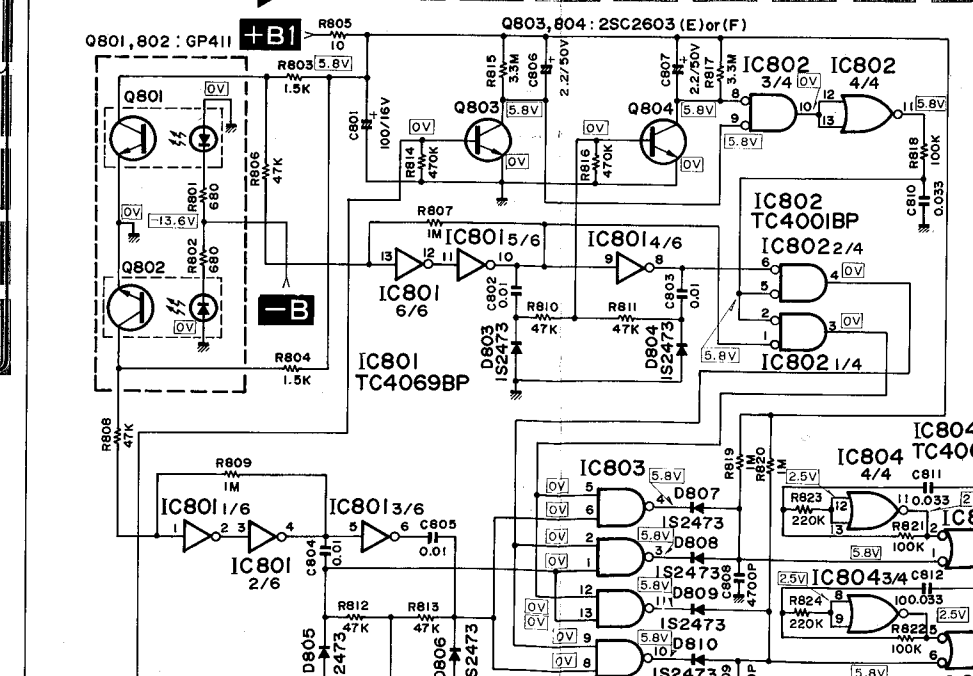 Q803,804:2SC2603(E)or(F)
Q801,802:GP411
+B1
R805
10
R803
5.8V
1.5K
R815
3.3M
C806
2.2/50V
C807
2.2/50V
R817
3.3M
IC802
3/4
0V
IC802
4/4
Q801
0V
C801
100/16V
0V
Q803
5.8V
0V
Q804
5.8V
8
9
10
12
13
11
5.8V
R806
47K
R814
470K
0V
R816
470K
0V
5.8V
R818
100K
R801
680
C810
0.033
0V
-13.6V
R802
680
R807
1M
IC802
TC4001BP
Q802
IC801 5/6
IC801 4/6
IC802 2/4
13
12
11
10
9
8
6
5
4
0V
IC801
6/6
C802
0.01
C803
0.01
0V
-B
R810
47K
R811
47K
2
1
3
0V
D803
1S2473
D804
1S2473
5.8V
IC802 1/4
R804
1.5K
IC801
TC4069BP
R808
47K
R809
1M
IC803
R819
1M
R820
1M
IC804
4/4
C811
0.033
2.5V
IC801 1/6
IC801 3/6
1
2
3
4
5
6
C805
0.01
IC801
2/6
C804
0.01
0V
5
6
0V
5.8V
4
D807
1S2473
R823
220K
12
13
11
R821
100K
2
1
0V
2
1
0V
5.8V
3
D808
1S2473
C808
4700P
5.8V
2.5V
IC804 3/4
C812
0.033
12
13
0V
0V
5.8V
11
D809
1S2473
R824
220K
8
9
10
R822
100K
5
6
R812
47K
R813
47K
9
8
0V
0V
5.8V
10
D810
1S2473
5.8V
D805
2473
D806
S2473